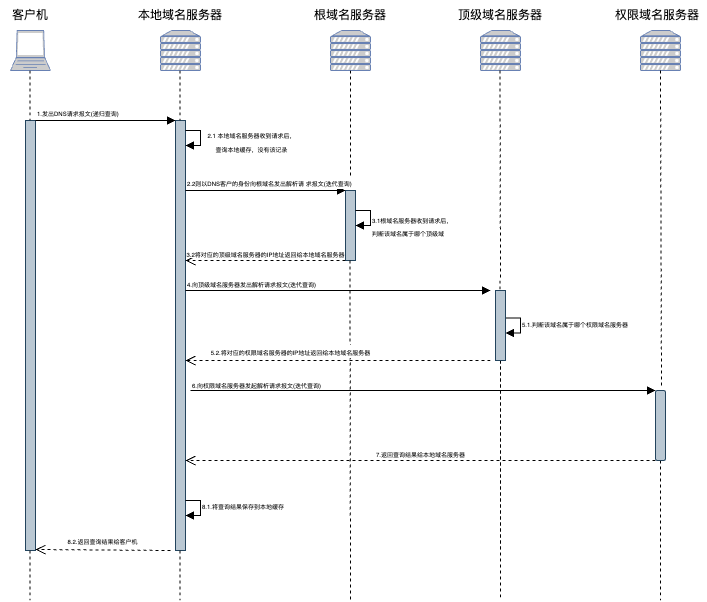 客户机
本地域名服务器
根域名服务器
顶级域名服务器
权限域名服务器
1.发出DNS请求报文(递归查询)
2.1 本地域名服务器收到请求后，
查询本地缓存，没有该记录
2.2则以DNS客户的身份向根域名发出解析请 求报文(迭代查询)
3.1根域名服务器收到请求后，
判断该域名属于哪个顶级域
3.2将对应的顶级域名服务器的IP地址返回给本地域名服务器
4.向顶级域名服务器发出解析请求报文(迭代查询)
5.1.判断该域名属于哪个权限域名服务器
5.2.将对应的权限域名服务器的IP地址返回给本地域名服务器
6.向权限域名服务器发起解析请求报文(迭代查询)
7.返回查询结果给本地域名服务器
8.1.将查询结果保存到本地缓存
8.2.返回查询结果给客户机